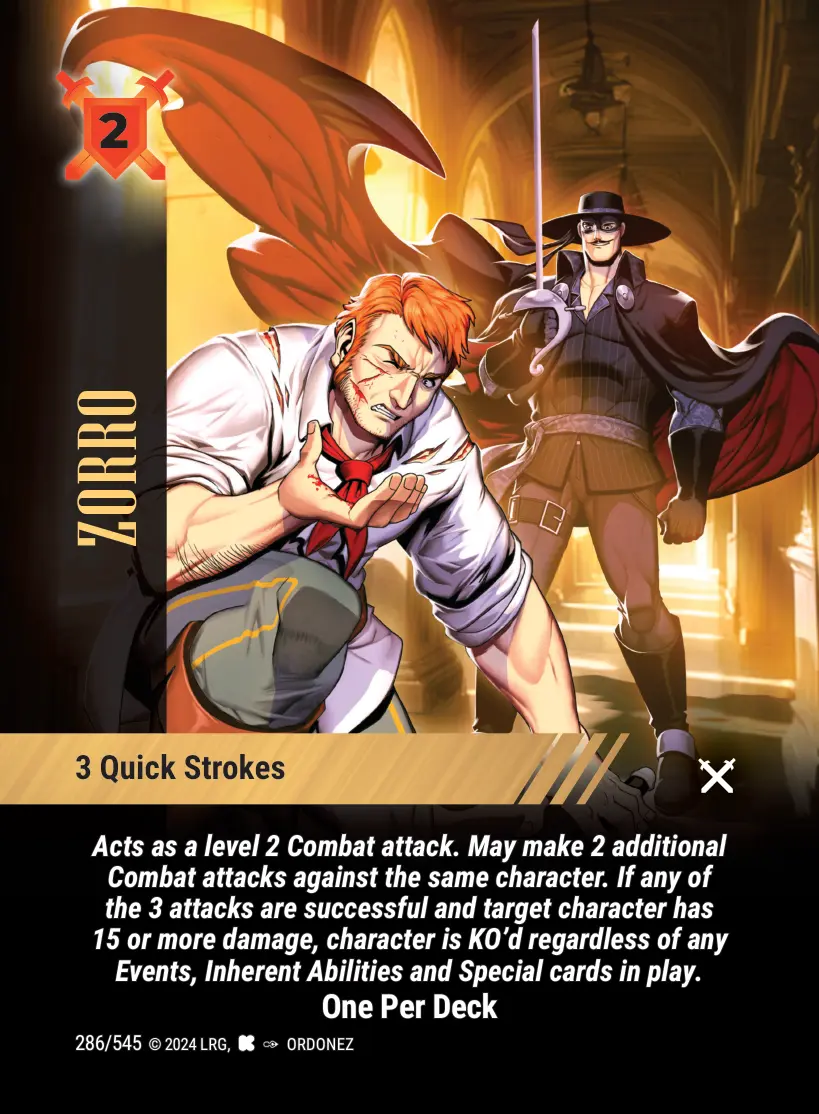 2
ZORRO
3 Quick Strokes
Acts as a level 2 Combat attack. May make 2 additional
Combat attacks against the same character. If any of
the 3 attacks are successful and target character has
15 or more damage, character is KO’d regardless of any
Events, Inherent Abilities and Special cards in play.
One Per Deck
286/545 © 2024 LRG, ORDONEZ